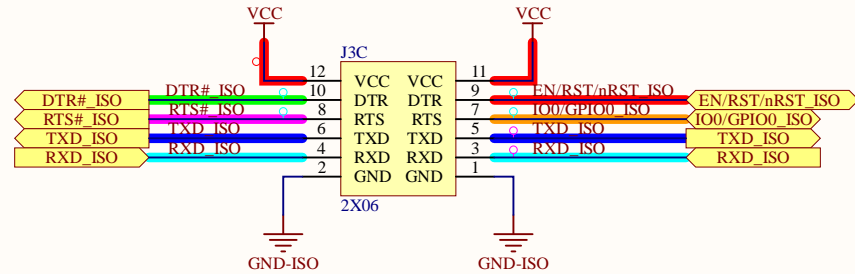 VCC VCC
J3C
12 VCC VCC 11
DTR#_ISO DTR#_ISO 10 DTR DTR 9 EN/RST/nRST_ISO EN/RST/nRST_ISO
RTS#_ISO RTS#_ISO 8 RTS RTS 7 IO0/GPIO0_ISO IO0/GPIO0_ISO
TXD_ISO TXD_ISO 6 TXD TXD 5 TXD_ISO TXD_ISO
RXD_ISO RXD_ISO 4 RXD RXD 3 RXD_ISO RXD_ISO
2 GND GND 1
2X06
GND-ISO GND-ISO